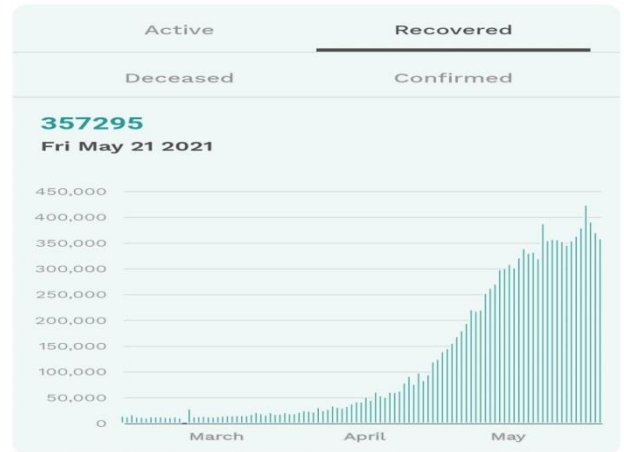 Active Recovered
Deceased Confirmed
357295
Fri May 21 2021
450,000
400,000
350,000
300,000
250,000
200,000
150,000
100,000
50,000
0
March April May